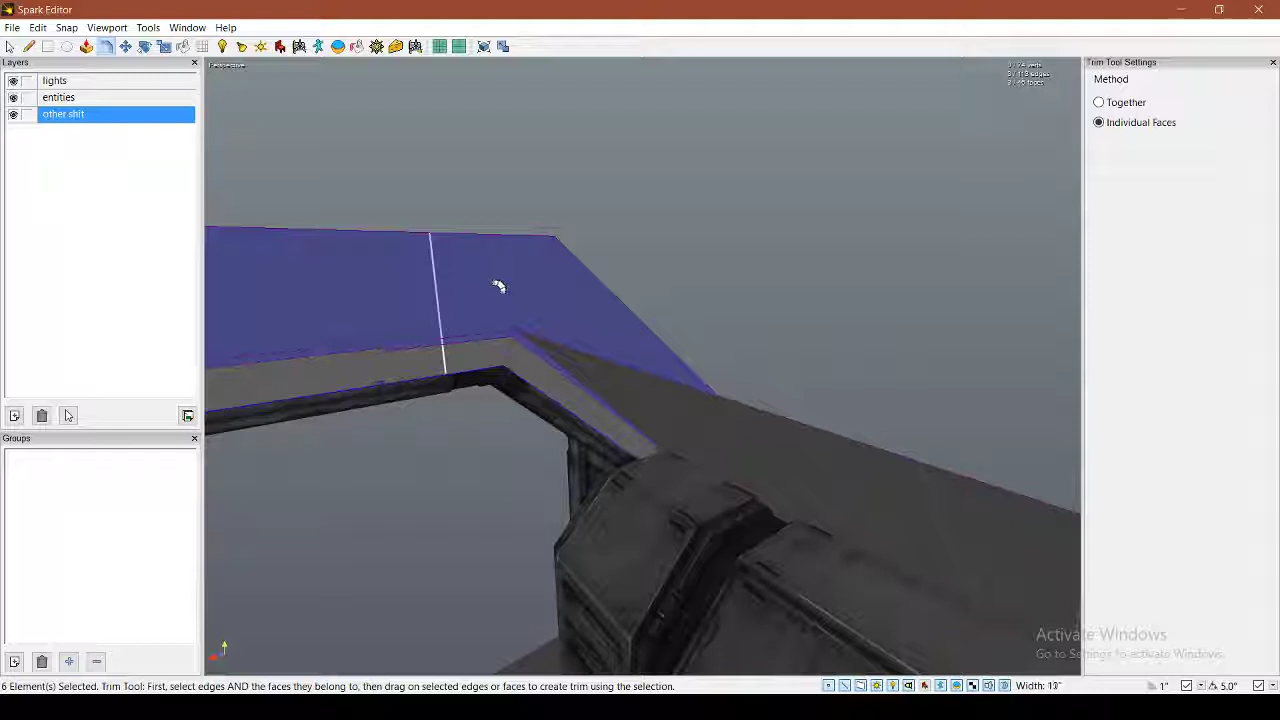 Spark Editor
File Edit Snap Viewport Tools Window Help
Layers
Perspective
Trim Tool Settings
lights
entities
other shit
Method
Together
Individual Faces
Groups
Activate Windows
Go to Settings to activate Windows.
6 Element(s) Selected. Trim Tool: First, select edges AND the faces they belong to, then drag on selected edges or faces to create trim using the selection.
Width:
1"
5.0°